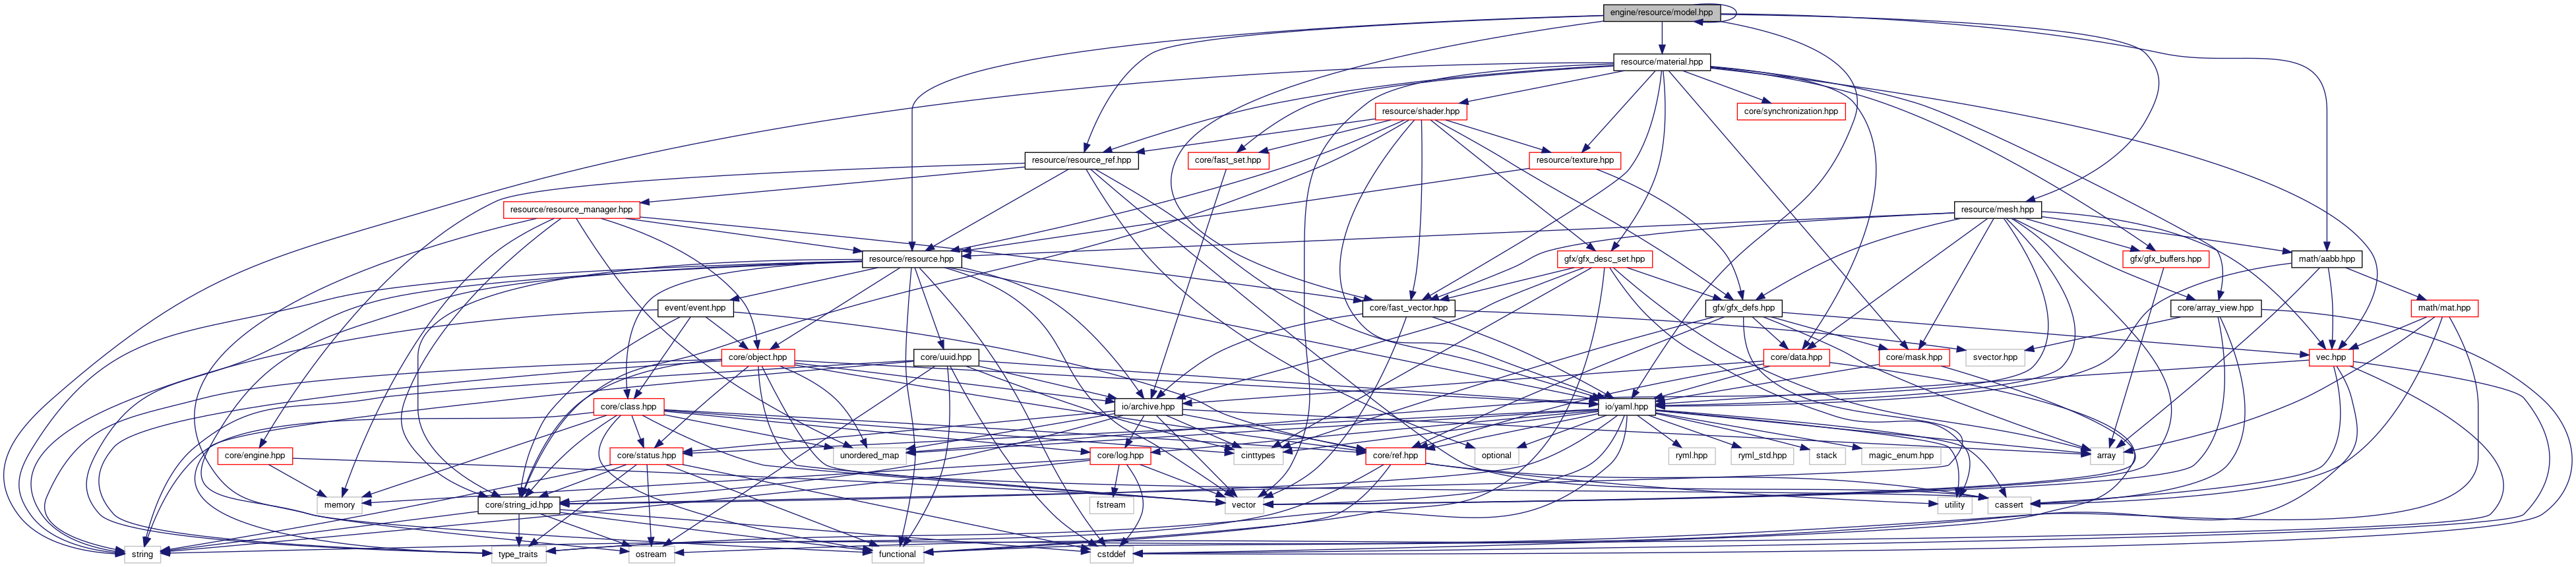 engine/resource/model.hpp
resource/material.hpp
resource/shader.hpp
core/synchronization.hpp
resource/resource_ref.hpp
core/fast_set.hpp
resource/texture.hpp
resource/resource_manager.hpp
resource/mesh.hpp
resource/resource.hpp
gfx/gfx_desc_set.hpp
gfx/gfx_buffers.hpp
math/aabb.hpp
event/event.hpp
core/fast_vector.hpp
gfx/gfx_defs.hpp
core/array_view.hpp
math/mat.hpp
core/object.hpp
core/uuid.hpp
svector.hpp
core/data.hpp
core/mask.hpp
vec.hpp
core/class.hpp
io/archive.hpp
io/yaml.hpp
core/engine.hpp
core/status.hpp
unordered_map
core/log.hpp
cinttypes
core/ref.hpp
optional
ryml.hpp
ryml_std.hpp
stack
magic_enum.hpp
array
memory
core/string_id.hpp
fstream
vector
utility
cassert
string
type_traits
ostream
functional
cstddef